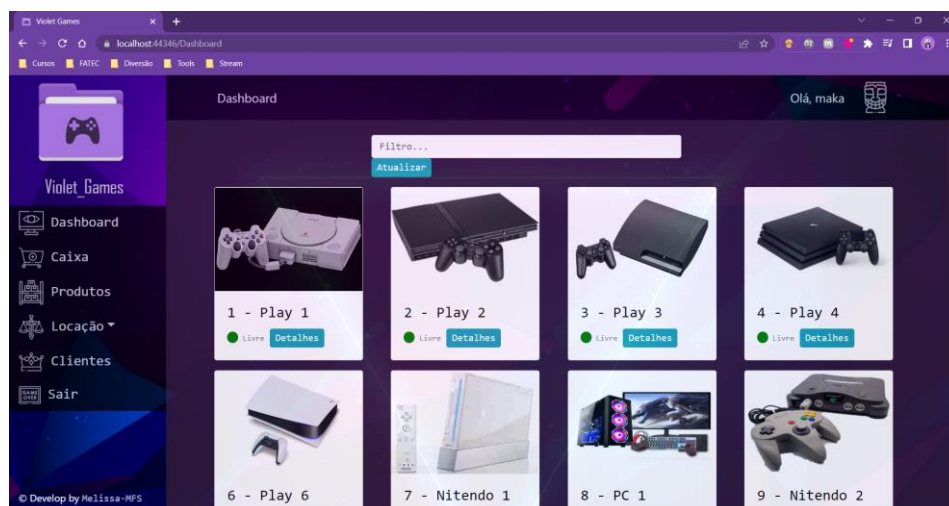 Violet Games
localhost:44346/Dashboard
Cursos
FATEC
Diversão
Tools
Stream
Violet_Games
Dashboard
Caixa
Produtos
Locação
Clientes
GAME OVER
Sair
© Develop by Melissa-MFS
Dashboard
Olá, maka
Filtro...
Atualizar
1 - Play 1
Livre Detalhes
2 - Play 2
Livre Detalhes
3 - Play 3
Livre Detalhes
4 - Play 4
Livre Detalhes
6 - Play 6
7 - Nitendo 1
8 - PC 1
9 - Nitendo 2